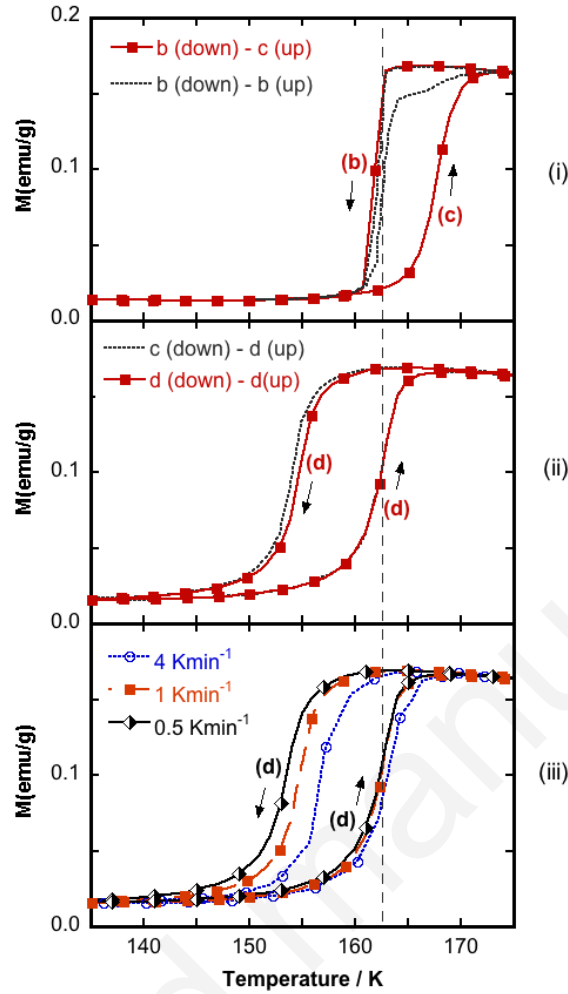 0.2
b (down) - c (up)
b (down) - b (up)
M(emu/g)
0.1
(b)
(c)
(i)
0.0
c (down) - d (up)
d (down) - d(up)
M(emu/g)
0.1
(d)
(d)
(ii)
0.0
4 Kmin⁻¹
1 Kmin⁻¹
0.5 Kmin⁻¹
M(emu/g)
0.1
(d)
(d)
(iii)
0.0
140 150 160 170
Temperature / K
d manu